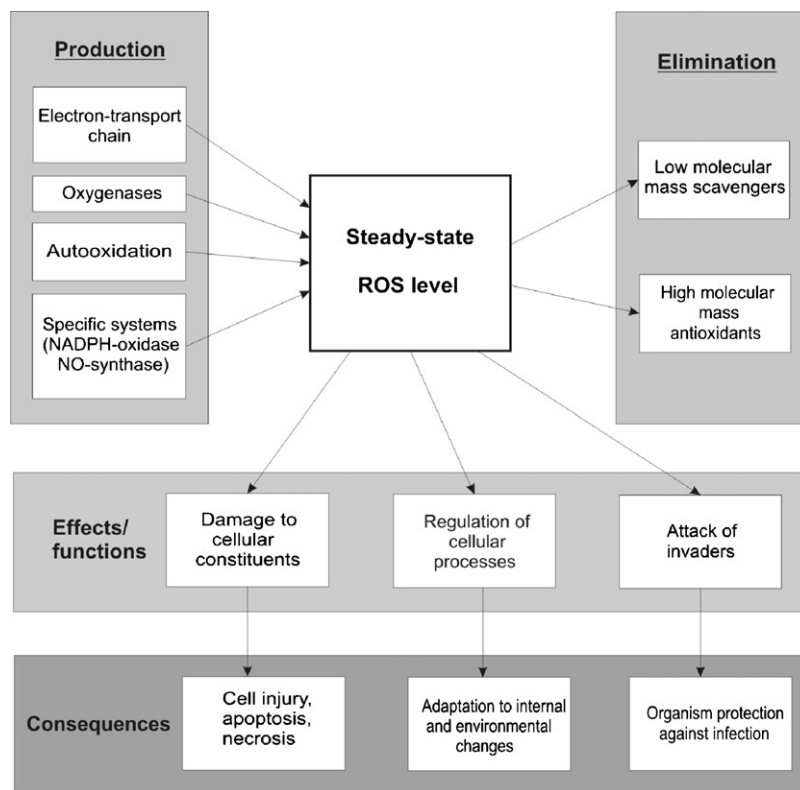 Production
Electron-transport
chain
Oxygenases
Autooxidation
Specific systems
(NADPH-oxidase
NO-synthase)
Steady-state
ROS level
Elimination
Low molecular
mass scavengers
High molecular
mass
antioxidants
Effects/
functions
Damage to
cellular
constituents
Regulation of
cellular
processes
Attack of
invaders
Consequences
Cell injury,
apoptosis,
necrosis
Adaptation to internal
and environmental
changes
Organism protection
against infection